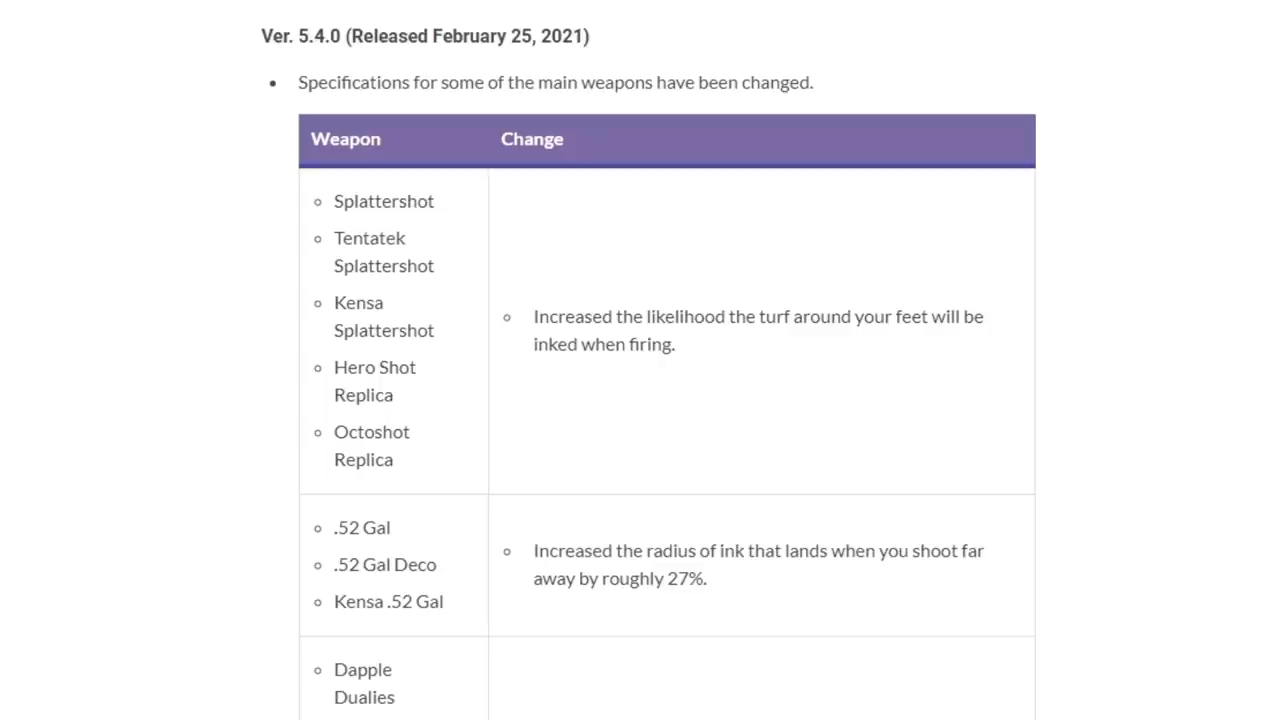 Ver. 5.4.0 (Released February 25, 2021)
Specifications for some of the main weapons have been changed.
Weapon Change
Splattershot
Tentatek
Splattershot
Kensa
Splattershot
Hero Shot
Replica
Octoshot
Replica
Increased the likelihood the turf around your feet will be
inked when firing.
.52 Gal
.52 Gal Deco
Kensa .52 Gal
Increased the radius of ink that lands when you shoot far
away by roughly 27%.
Dapple
Dualies